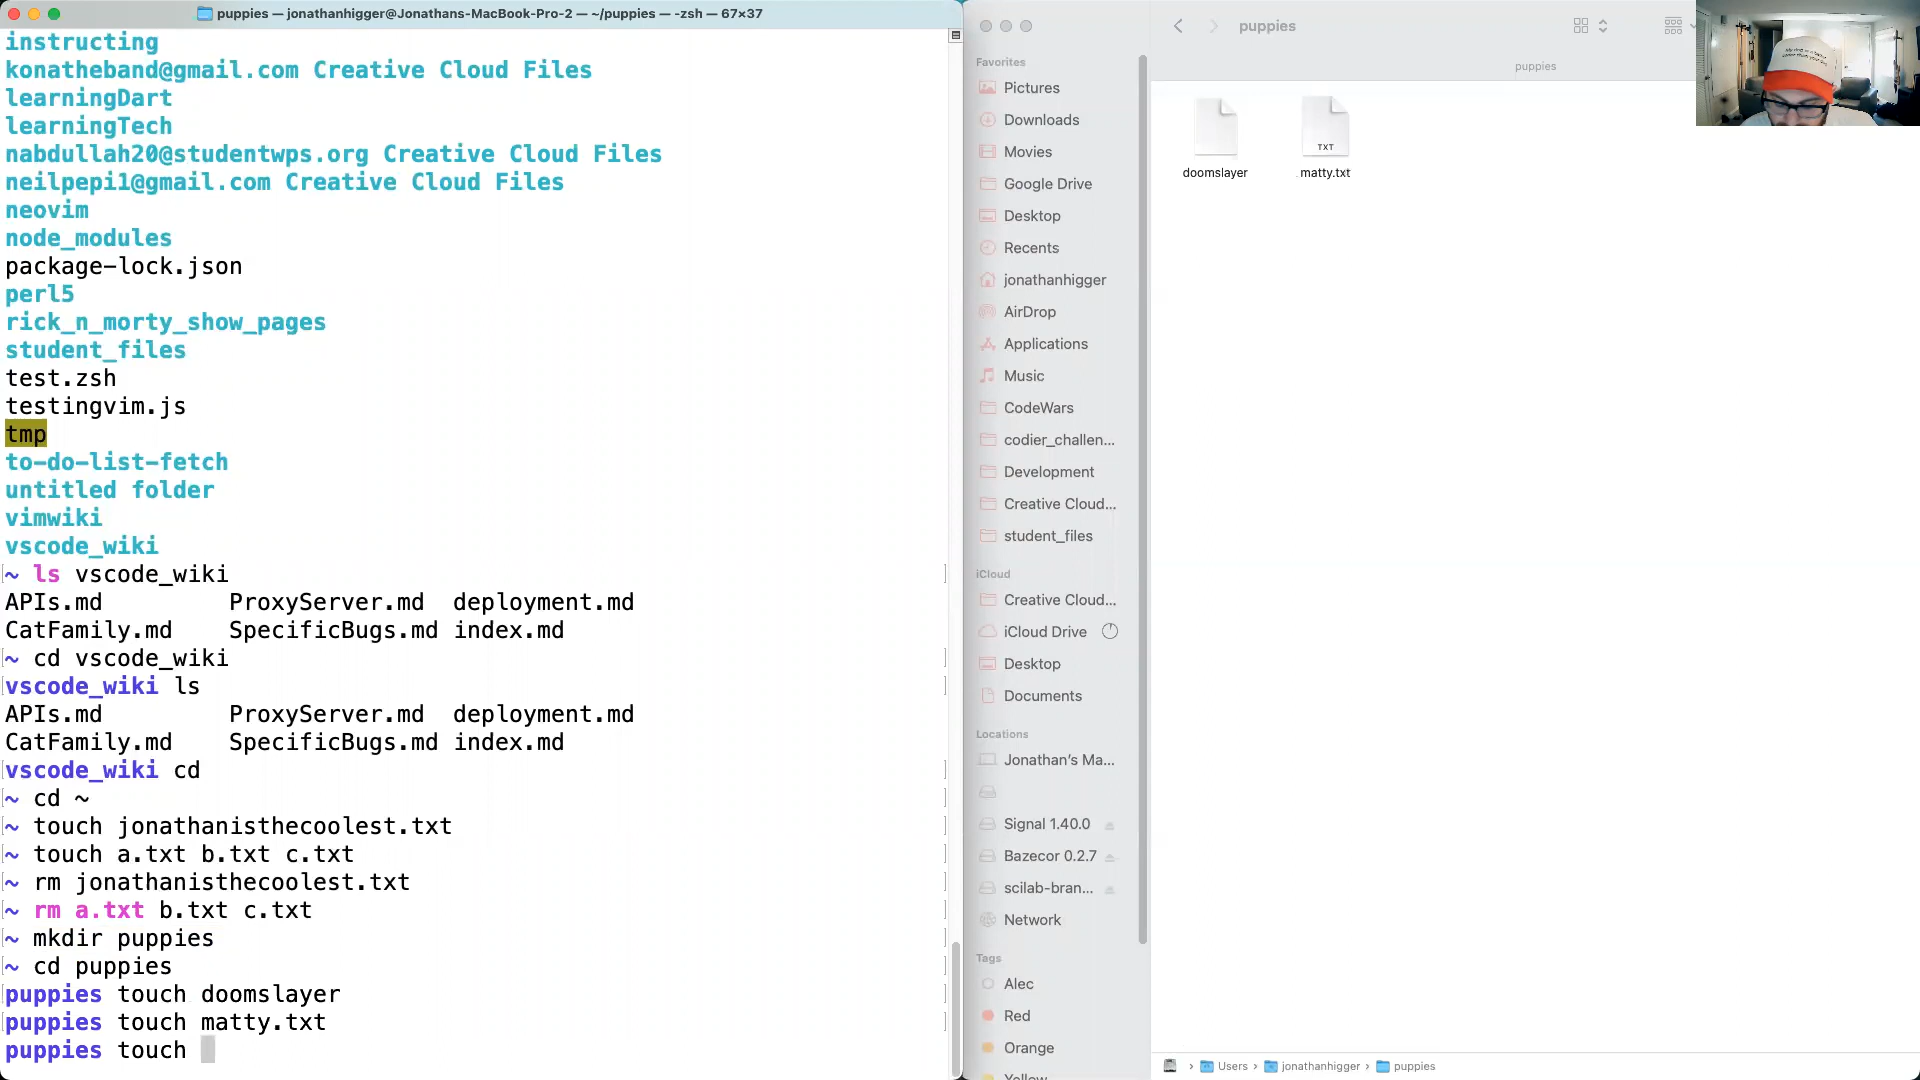 puppies — jonathanhigger@Jonathans-MacBook-Pro-2 — ~/puppies — -zsh — 67×37
instructing
konatheband@gmail.com Creative Cloud Files
learningDart
learningTech
nabdullah20@studentwps.org Creative Cloud Files
neilpepi1@gmail.com Creative Cloud Files
neovim
node_modules
package-lock.json
perl5
rick_n_morty_show_pages
student_files
test.zsh
testingvim.js
tmp
to-do-list-fetch
untitled folder
vimwiki
vscode_wiki
~ ls vscode_wiki
APIs.md ProxyServer.md deployment.md
CatFamily.md SpecificBugs.md index.md
~ cd vscode_wiki
vscode_wiki ls
APIs.md ProxyServer.md deployment.md
CatFamily.md SpecificBugs.md index.md
vscode_wiki cd
~ cd ~
~ touch jonathanisthecoolest.txt
~ touch a.txt b.txt c.txt
~ rm jonathanisthecoolest.txt
~ rm a.txt b.txt c.txt
~ mkdir puppies
~ cd puppies
puppies touch doomslayer
puppies touch matty.txt
puppies touch
Favorites
Pictures
Downloads
Movies
Google Drive
Desktop
Recents
jonathanhigger
AirDrop
Applications
Music
CodeWars
codier_challen...
Development
Creative Cloud...
student_files
iCloud
Creative Cloud...
iCloud Drive
Desktop
Documents
Locations
Jonathan's Ma...
Signal 1.40.0
Bazecor 0.2.7
scilab-bran...
Network
Tags
Alec
Red
Orange
Yellow
puppies
puppies
TXT
doomslayer
matty.txt
Users › jonathanhigger › puppies